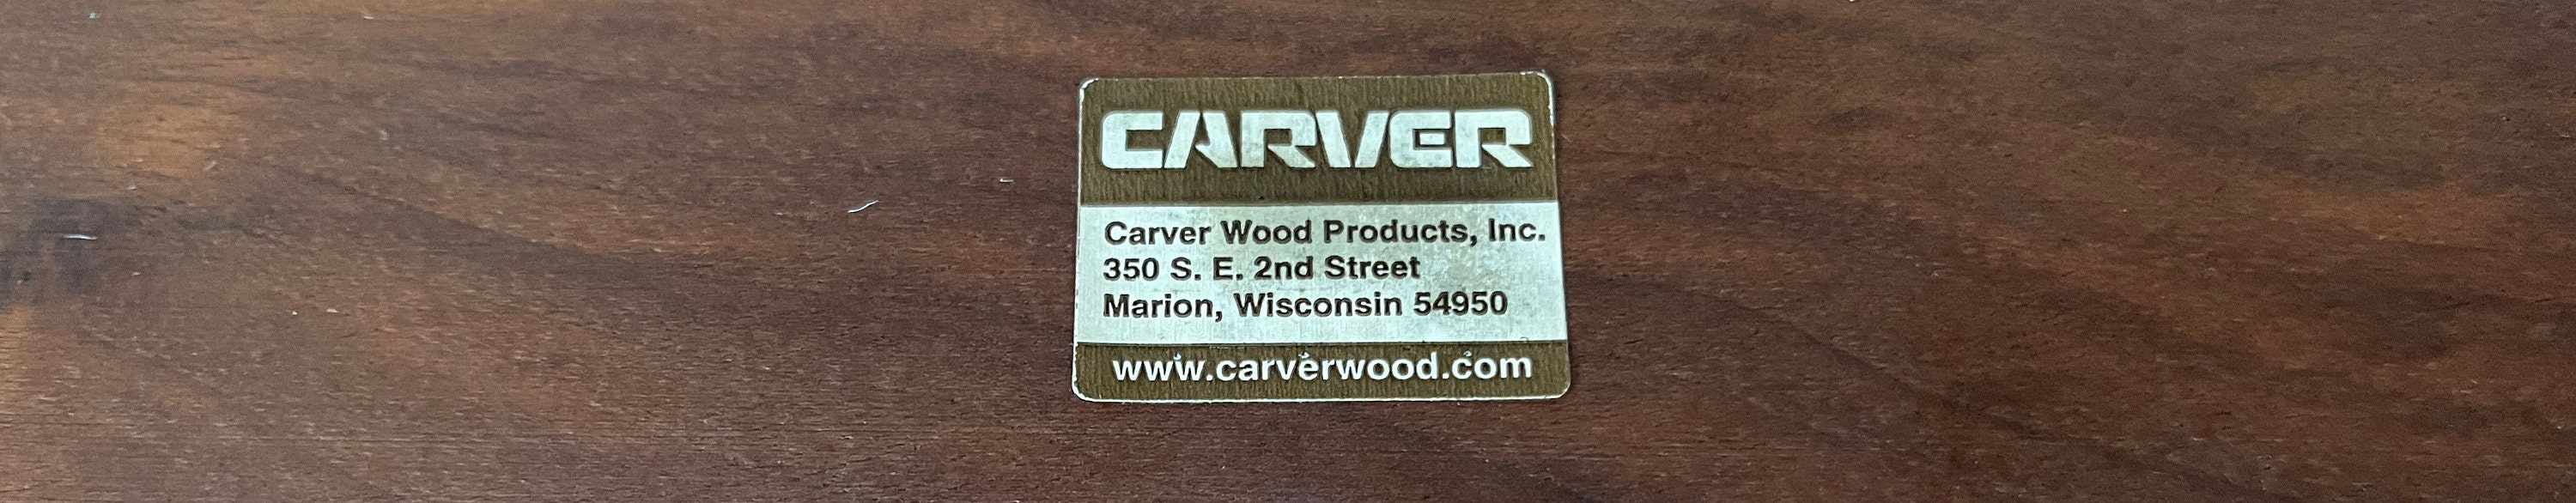 CARVER
Carver Wood Products, Inc.
350 S. E. 2nd Street
Marion, Wisconsin 54950
www.carverwood.com